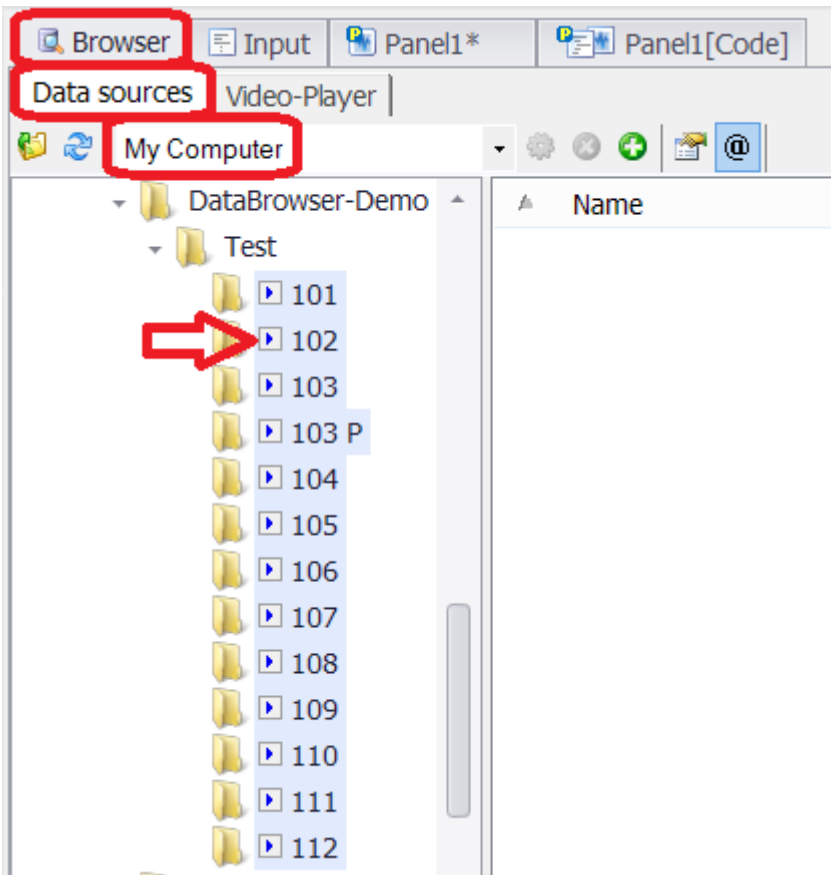 Browser Input Panel1* Panel1[Code]
Data sources Video-Player
My Computer @
DataBrowser-Demo Name
Test
101
102
103
103 P
104
105
106
107
108
109
110
111
112